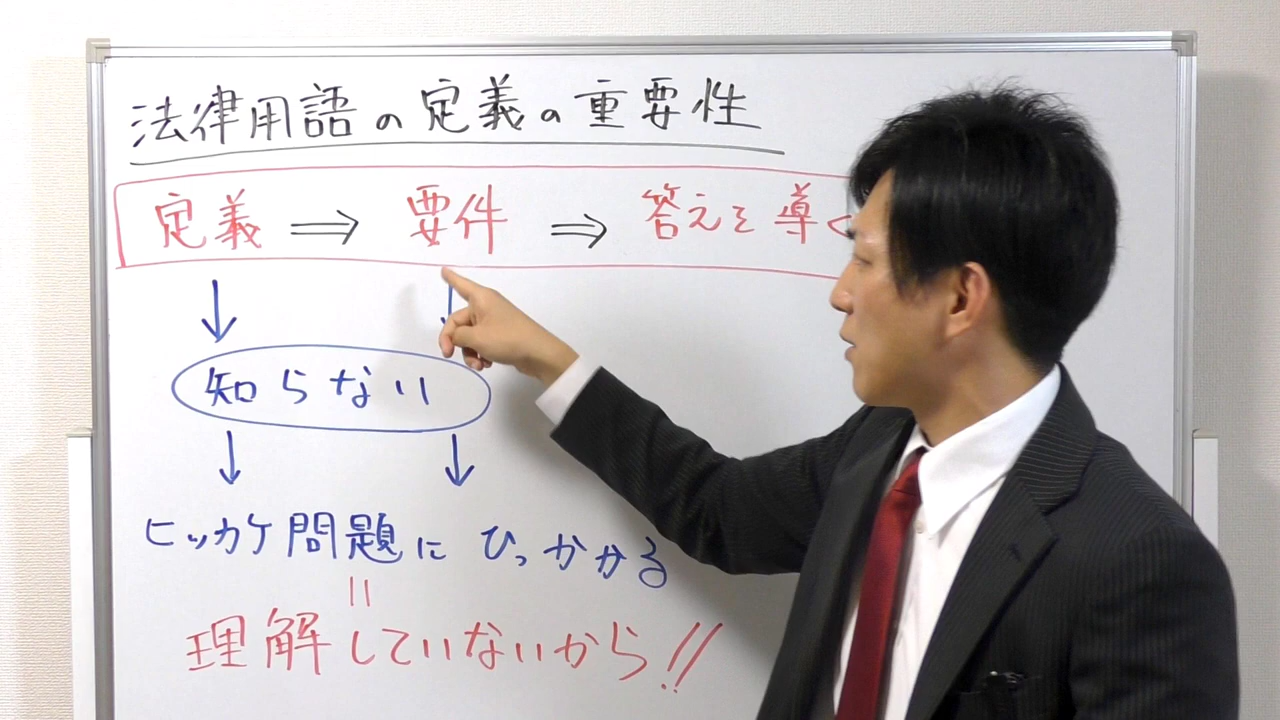 法律用語の定義の重要性
定義 ⇒ 要件 ⇒ 答えを導く
↓ ↓
知らない
↓ ↓
ヒッカケ問題にひっかかる
=
理解していないから!!